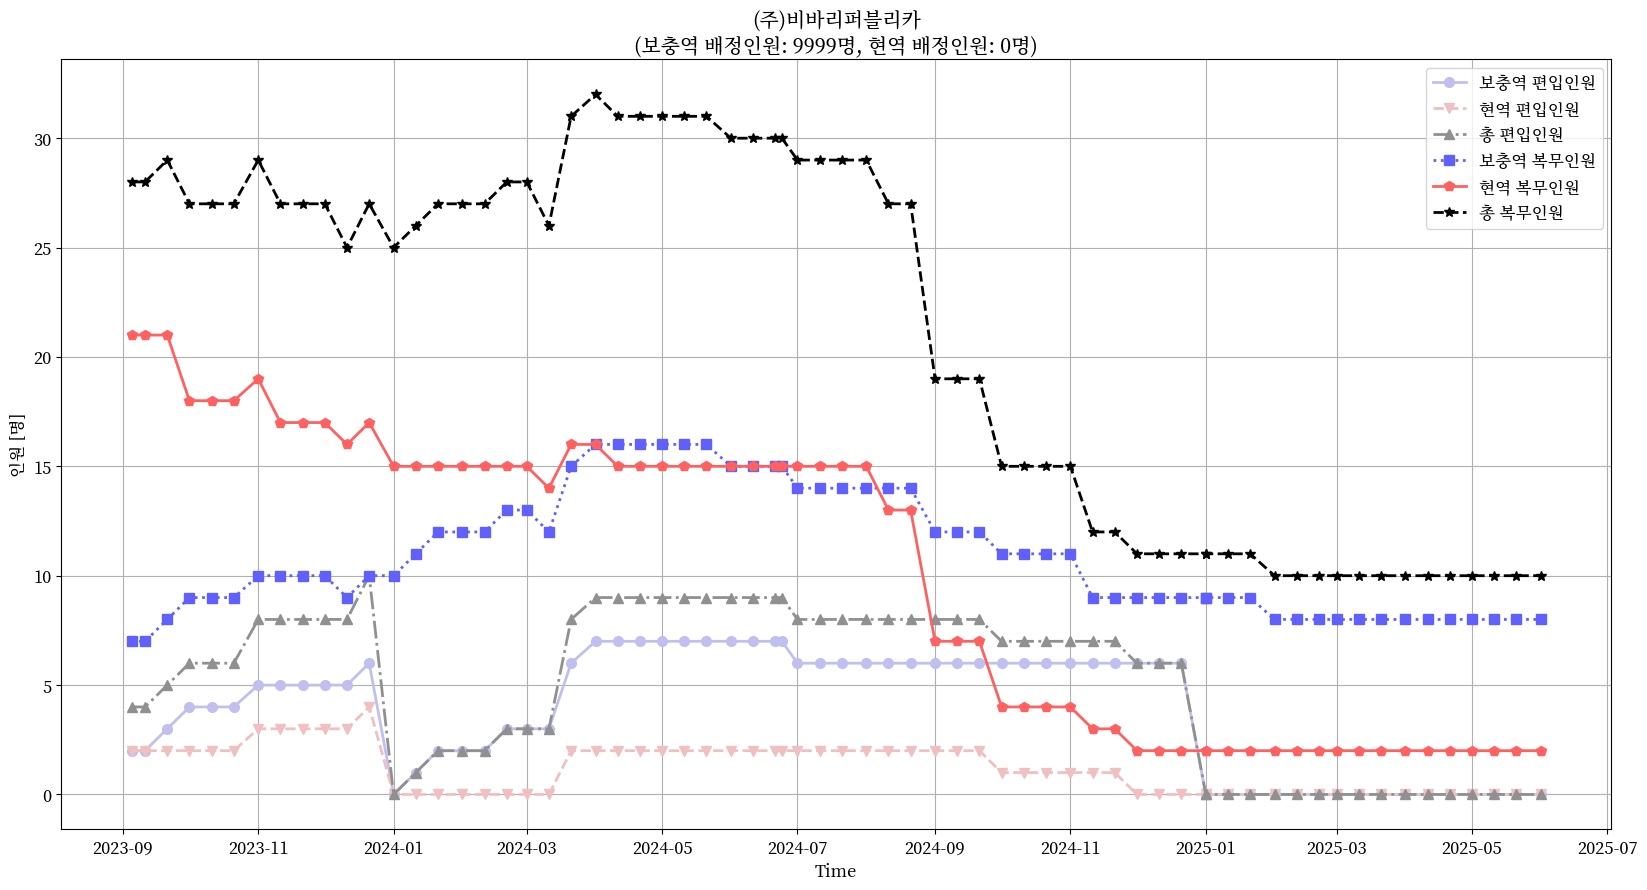 (주)비바리퍼블리카
(보충역 배정인원: 9999명, 현역 배정인원: 0명)
보충역 편입인원
현역 편입인원
총 편입인원
보충역 복무인원
현역 복무인원
총 복무인원
인원 [명]
30
25
20
15
10
5
0
2023-09 2023-11 2024-01 2024-03 2024-05 2024-07 2024-09 2024-11 2025-01 2025-03 2025-05 2025-07
Time